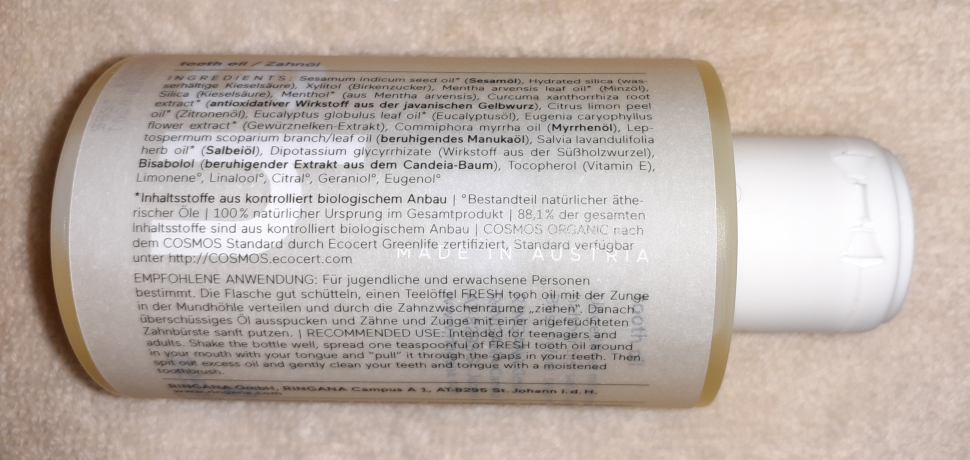 tooth oil / Zahnöl
INGREDIENTS: Sesamum indicum seed oil* (Sesamöl), Hydrated silica (was-
serhaltige Kieselsäure), Xylitol (Birkenzucker), Mentha arvensis leaf oil* (Minzöl),
Silica (Kieselsäure), Menthol* (aus Mentha arvensis), Curcuma xanthorrhiza root
extract* (antioxidativer Wirkstoff aus der javanischen Gelbwurz), Citrus limon peel
oil* (Zitronenöl), Eucalyptus globulus leaf oil* (Eucalyptusöl), Eugenia caryophyllus
flower extract* (Gewürznelken-Extrakt), Commiphora myrrha oil (Myrrhenöl), Lep-
tospermum scoparium branch/leaf oil (beruhigendes Manukaöl), Salvia lavandulifolia
herb oil* (Salbeiöl), Dipotassium glycyrrhizate (Wirkstoff aus der Süßholzwurzel),
Bisabolol (beruhigender Extrakt aus dem Candeia-Baum), Tocopherol (Vitamin E),
Limonene°, Linalool°, Citral°, Geraniol°, Eugenol°
*Inhaltsstoffe aus kontrolliert biologischem Anbau | °Bestandteil natürlicher äthe-
rischer Öle | 100% natürlicher Ursprung im Gesamtprodukt | 88,1% der gesamten
Inhaltsstoffe sind aus kontrolliert biologischem Anbau | COSMOS ORGANIC nach
dem COSMOS Standard durch Ecocert Greenlife zertifiziert, Standard verfügbar
unter http://COSMOS.ecocert.com
MADE IN AUSTRIA
EMPFOHLENE ANWENDUNG: Für jugendliche und erwachsene Personen
bestimmt. Die Flasche gut schütteln, einen Teelöffel FRESH tooh oil mit der Zunge
in der Mundhöhle verteilen und durch die Zahnzwischenräume „ziehen". Danach
überschüssiges Öl ausspucken und Zähne und Zunge mit einer angefeuchteten
Zahnbürste sanft putzen. | RECOMMENDED USE: Intended for teenagers and
adults. Shake the bottle well, spread one teaspoonful of FRESH tooth oil around
in your mouth with your tongue and "pull" it through the gaps in your teeth. Then
spit out excess oil and gently clean your teeth and tongue with a moistened
toothbrush.
RINGANA GmbH, RINGANA Campus A 1, AT-8295 St. Johann i. d. H.
www.ringana.com